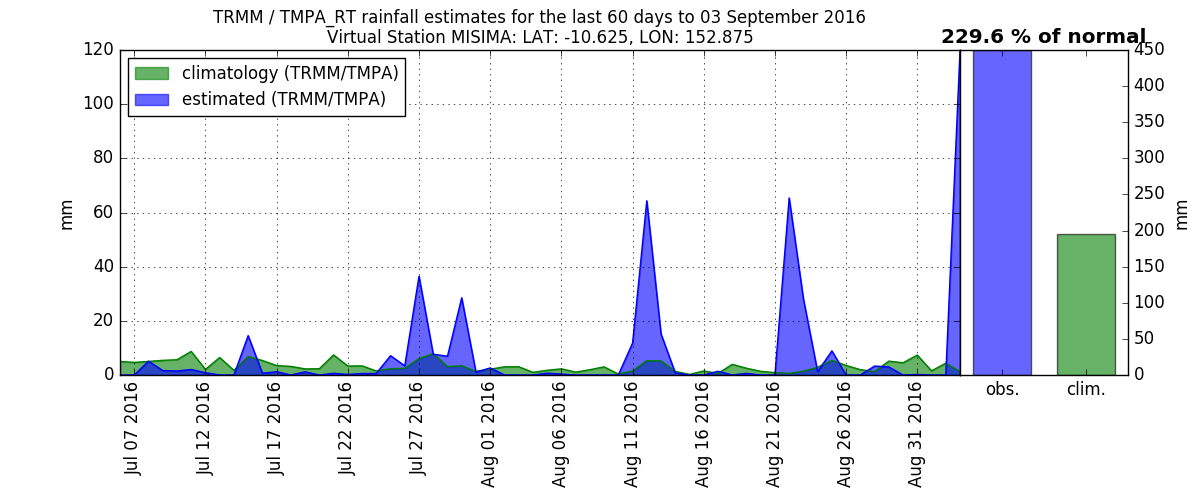 TRMM / TMPA_RT rainfall estimates for the last 60 days to 03 September 2016
Virtual Station MISIMA: LAT: -10.625, LON: 152.875
229.6 % of normal
climatology (TRMM/TMPA)
estimated (TRMM/TMPA)
120
100
80
60
40
20
0
mm
450
400
350
300
250
200
150
100
50
0
mm
Jul 07 2016
Jul 12 2016
Jul 17 2016
Jul 22 2016
Jul 27 2016
Aug 01 2016
Aug 06 2016
Aug 11 2016
Aug 16 2016
Aug 21 2016
Aug 26 2016
Aug 31 2016
obs.
clim.